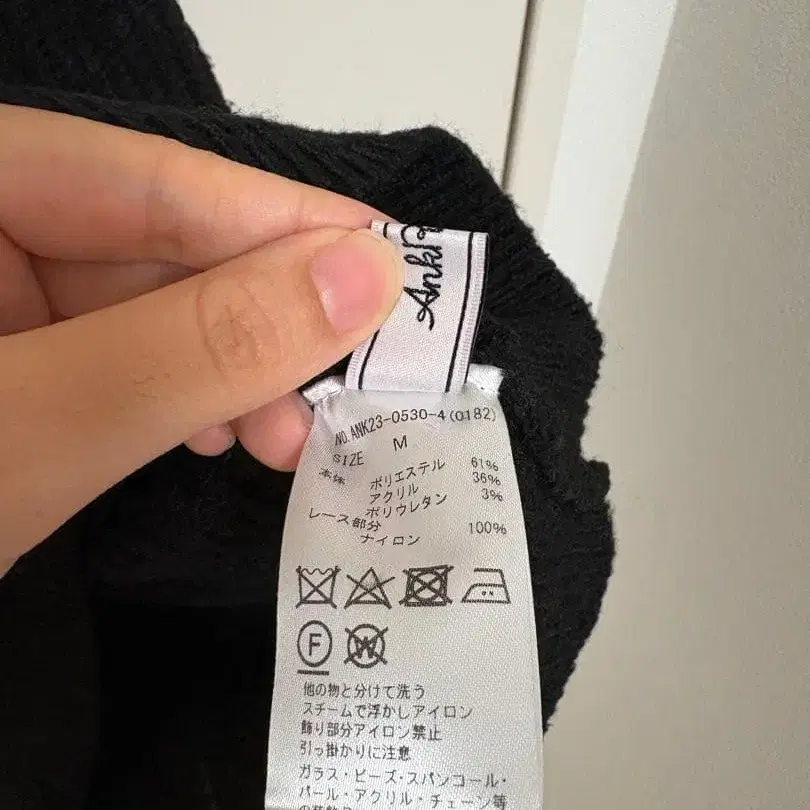 Ank
NO. ANK23-0530-4(0182)
SIZE M
本体 ポリエステル 61%
アクリル 36%
ポリウレタン 3%
レース部分
ナイロン 100%
F
W
他の物と分けて洗う
スチームで浮かしアイロン
飾り部分アイロン禁止
引っ掛かりに注意
ガラス・ビーズ・スパンコール・
パール・アクリル・チェーン等